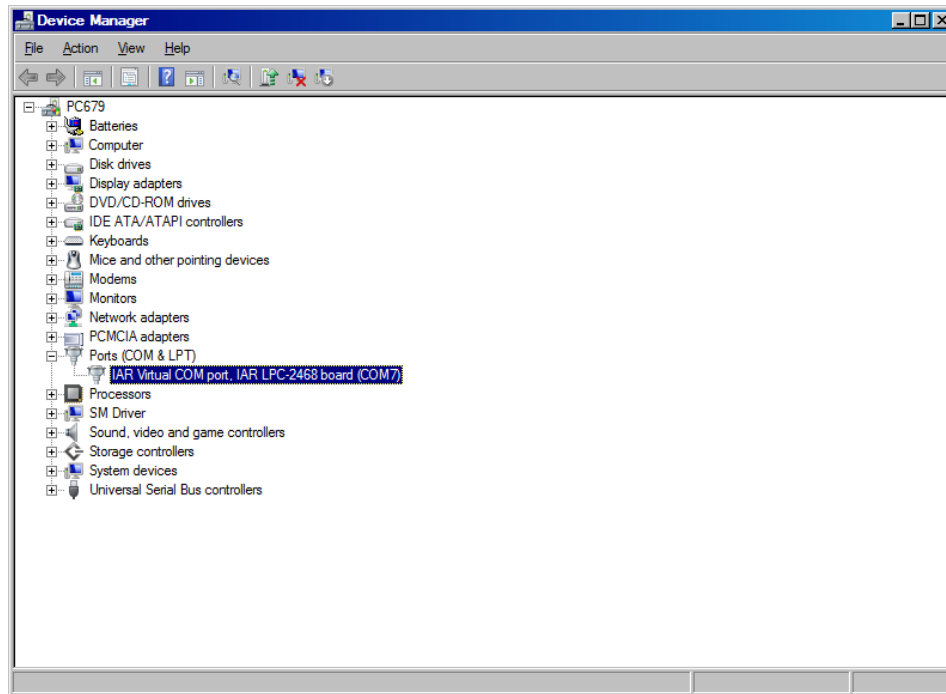 Device Manager
File Action View Help
PC679
Batteries
Computer
Disk drives
Display adapters
DVD/CD-ROM drives
IDE ATA/ATAPI controllers
Keyboards
Mice and other pointing devices
Modems
Monitors
Network adapters
PCMCIA adapters
Ports (COM & LPT)
IAR Virtual COM port, IAR LPC-2468 board (COM7)
Processors
SM Driver
Sound, video and game controllers
Storage controllers
System devices
Universal Serial Bus controllers